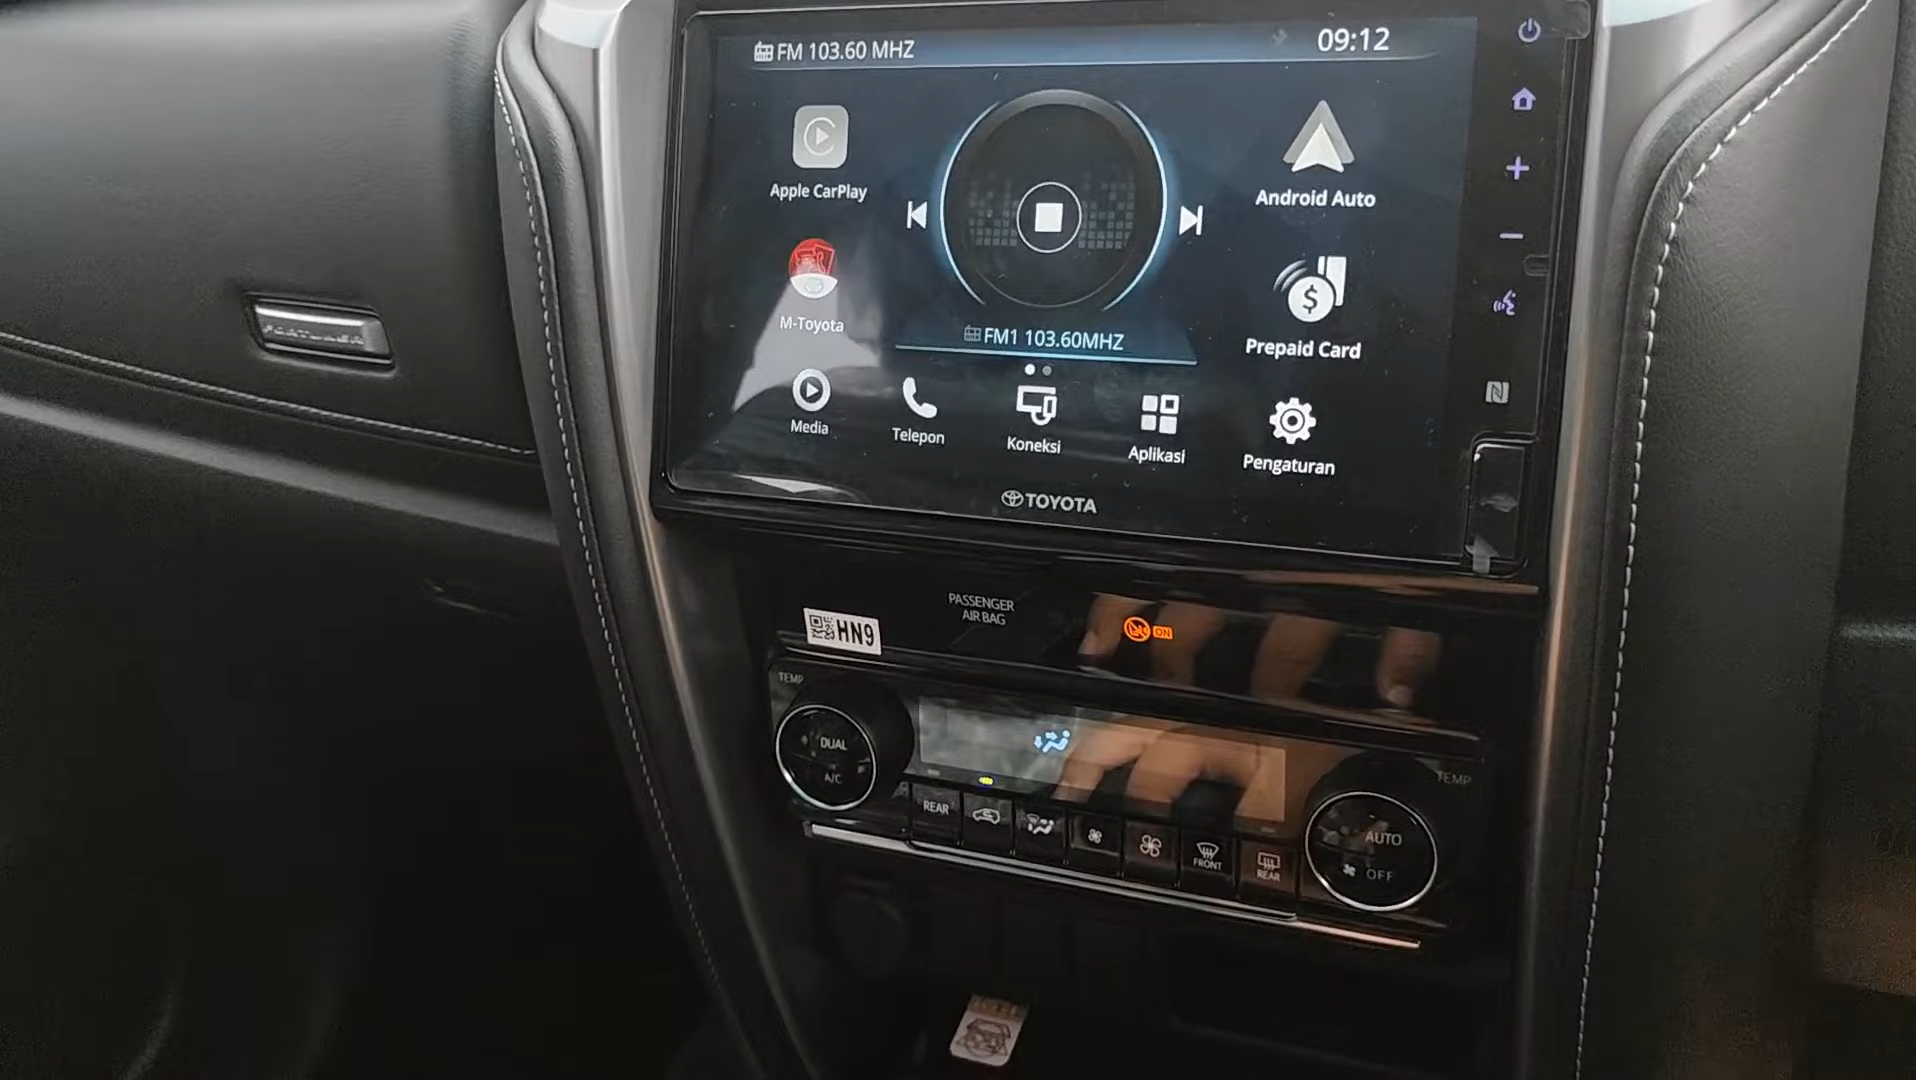 FM 103.60 MHZ
09:12
Apple CarPlay
Android Auto
M-Toyota
$
FM1 103.60MHZ
Prepaid Card
Media
Telepon
Koneksi
Aplikasi
Pengaturan
TOYOTA
FORTUNER
PASSENGER
AIR BAG
ON
HN9
TEMP
DUAL
A/C
REAR
FRONT
REAR
TEMP
AUTO
OFF